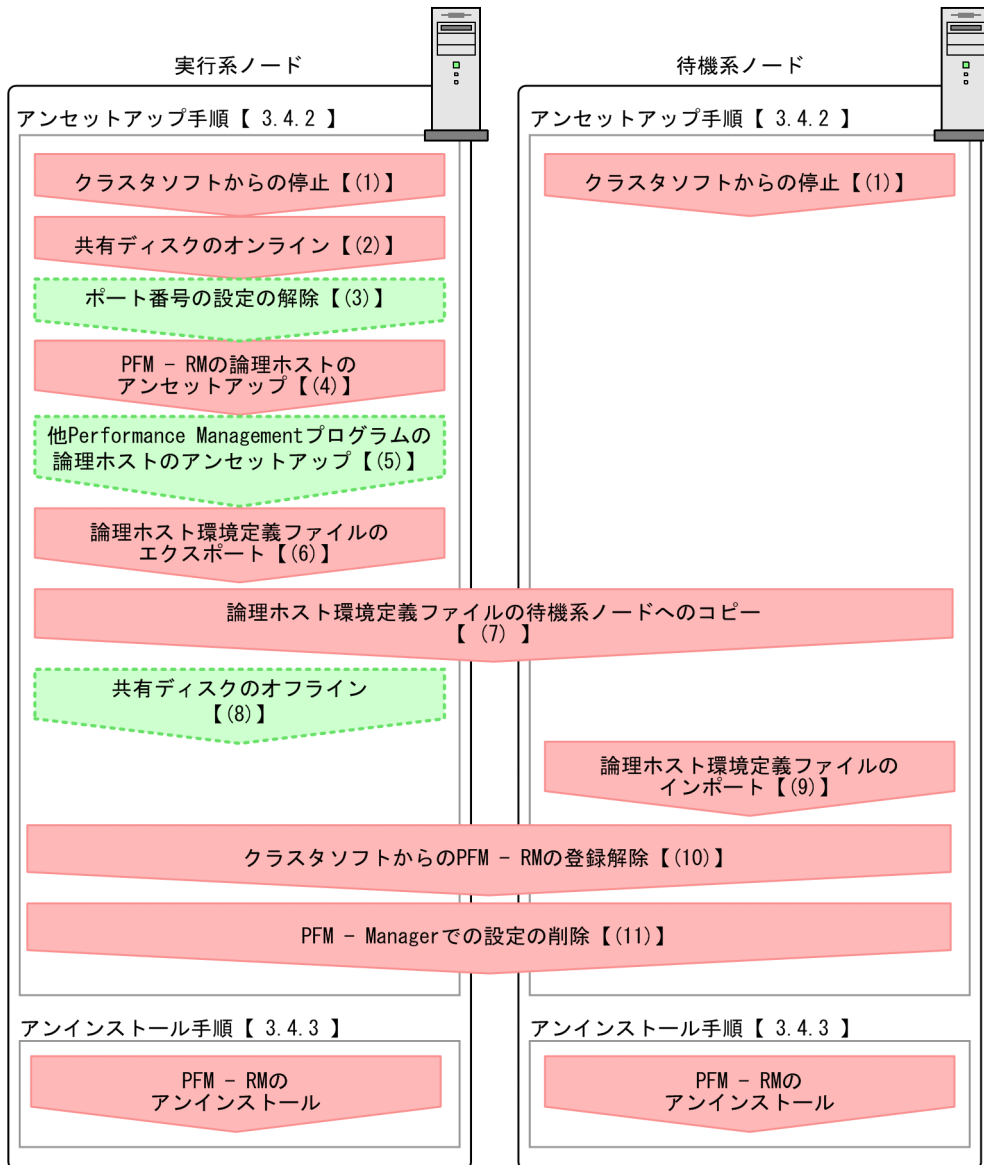 実行系ノード
待機系ノード
アンセットアップ手順【 3.4.2 】
アンセットアップ手順【 3.4.2 】
クラスタソフトからの停止【(1)】
クラスタソフトからの停止【(1)】
共有ディスクのオンライン【(2)】
ポート番号の設定の解除【(3)】
PFM - RMの論理ホストの
アンセットアップ【(4)】
他Performance Managementプログラムの
論理ホストのアンセットアップ【(5)】
論理ホスト環境定義ファイルの
エクスポート【(6)】
論理ホスト環境定義ファイルの待機系ノードへのコピー
【 (7) 】
共有ディスクのオフライン
【(8)】
論理ホスト環境定義ファイルの
インポート【(9)】
クラスタソフトからのPFM - RMの登録解除【(10)】
PFM - Managerでの設定の削除【(11)】
アンインストール手順【 3.4.3 】
アンインストール手順【 3.4.3 】
PFM - RMの
アンインストール
PFM - RMの
アンインストール